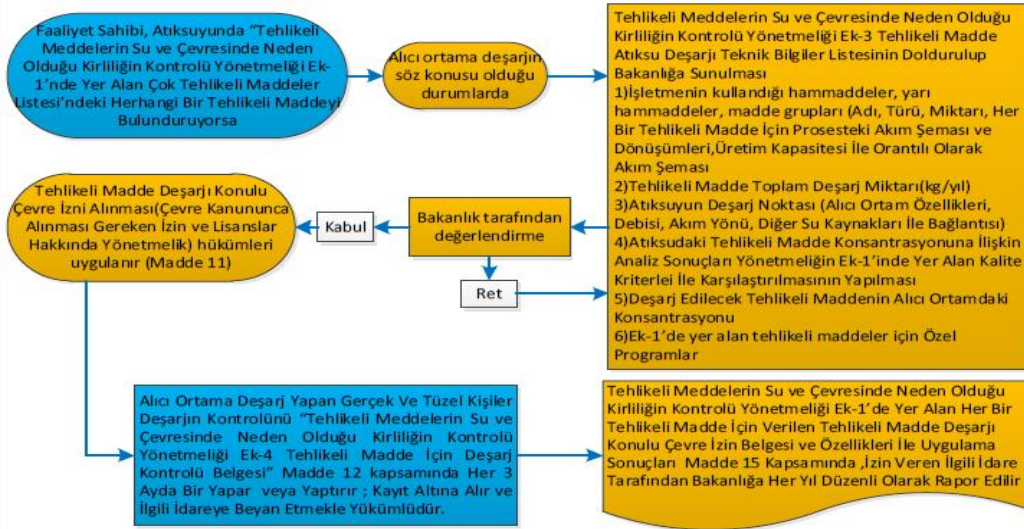 Faaliyet Sahibi, Atıksuyunda “Tehlikeli
Meddelerin Su ve Çevresinde Neden
Olduğu Kirliliğin Kontrolü Yönetmeliği Ek-
1’nde Yer Alan Çok Tehlikeli Maddeler
Listesi’ndeki Herhangi Bir Tehlikeli Maddeyi
Bulunduruyorsa
Alıcı ortama deşarjın
söz konusu olduğu
durumlarda
Tehlikeli Meddelerin Su ve Çevresinde Neden Olduğu
Kirliliğin Kontrolü Yönetmeliği Ek-3 Tehlikeli Madde
Atıksu Deşarjı Teknik Bilgiler Listesinin Doldurulup
Bakanlığa Sunulması
1)İşletmenin kullandığı hammaddeler, yarı
hammaddeler, madde grupları (Adı, Türü, Miktarı, Her
Bir Tehlikeli Madde İçin Prosesteki Akım Şeması ve
Dönüşümleri,Üretim Kapasitesi İle Orantılı Olarak
Akım Şeması
2)Tehlikeli Madde Toplam Deşarj Miktarı(kg/yıl)
3)Atıksuyun Deşarj Noktası (Alıcı Ortam Özellikleri,
Debisi, Akım Yönü, Diğer Su Kaynakları İle Bağlantısı)
4)Atıksudaki Tehlikeli Madde Konsantrasyonuna İlişkin
Analiz Sonuçları Yönetmeliğin Ek-1’inde Yer Alan Kalite
Kriterlei İle Karşılaştırılmasının Yapılması
5)Deşarj Edilecek Tehlikeli Maddenin Alıcı Ortamdaki
Konsantrasyonu
6)Ek-1’de yer alan tehlikeli maddeler için Özel
Programlar
Bakanlık tarafından
değerlendirme
Kabul
Ret
Tehlikeli Madde Deşarjı Konulu
Çevre İzni Alınması(Çevre Kanununca
Alınması Gereken İzin ve Lisanslar
Hakkında Yönetmelik) hükümleri
uygulanır (Madde 11)
Alıcı Ortama Deşarj Yapan Gerçek Ve Tüzel Kişiler
Deşarjın Kontrolünü “Tehlikeli Meddelerin Su ve
Çevresinde Neden Olduğu Kirliliğin Kontrolü
Yönetmeliği Ek-4 Tehlikeli Madde İçin Deşarj
Kontrolü Belgesi” Madde 12 kapsamında Her 3
Ayda Bir Yapar veya Yaptırır ; Kayıt Altına Alır ve
İlgili İdareye Beyan Etmekle Yükümlüdür.
Tehlikeli Meddelerin Su ve Çevresinde Neden Olduğu
Kirliliğin Kontrolü Yönetmeliği Ek-1’de Yer Alan Her Bir
Tehlikeli Madde İçin Verilen Tehlikeli Madde Deşarjı
Konulu Çevre İzin Belgesi ve Özellikleri İle Uygulama
Sonuçları Madde 15 Kapsamında ,İzin Veren İlgili İdare
Tarafından Bakanlığa Her Yıl Düzenli Olarak Rapor Edilir